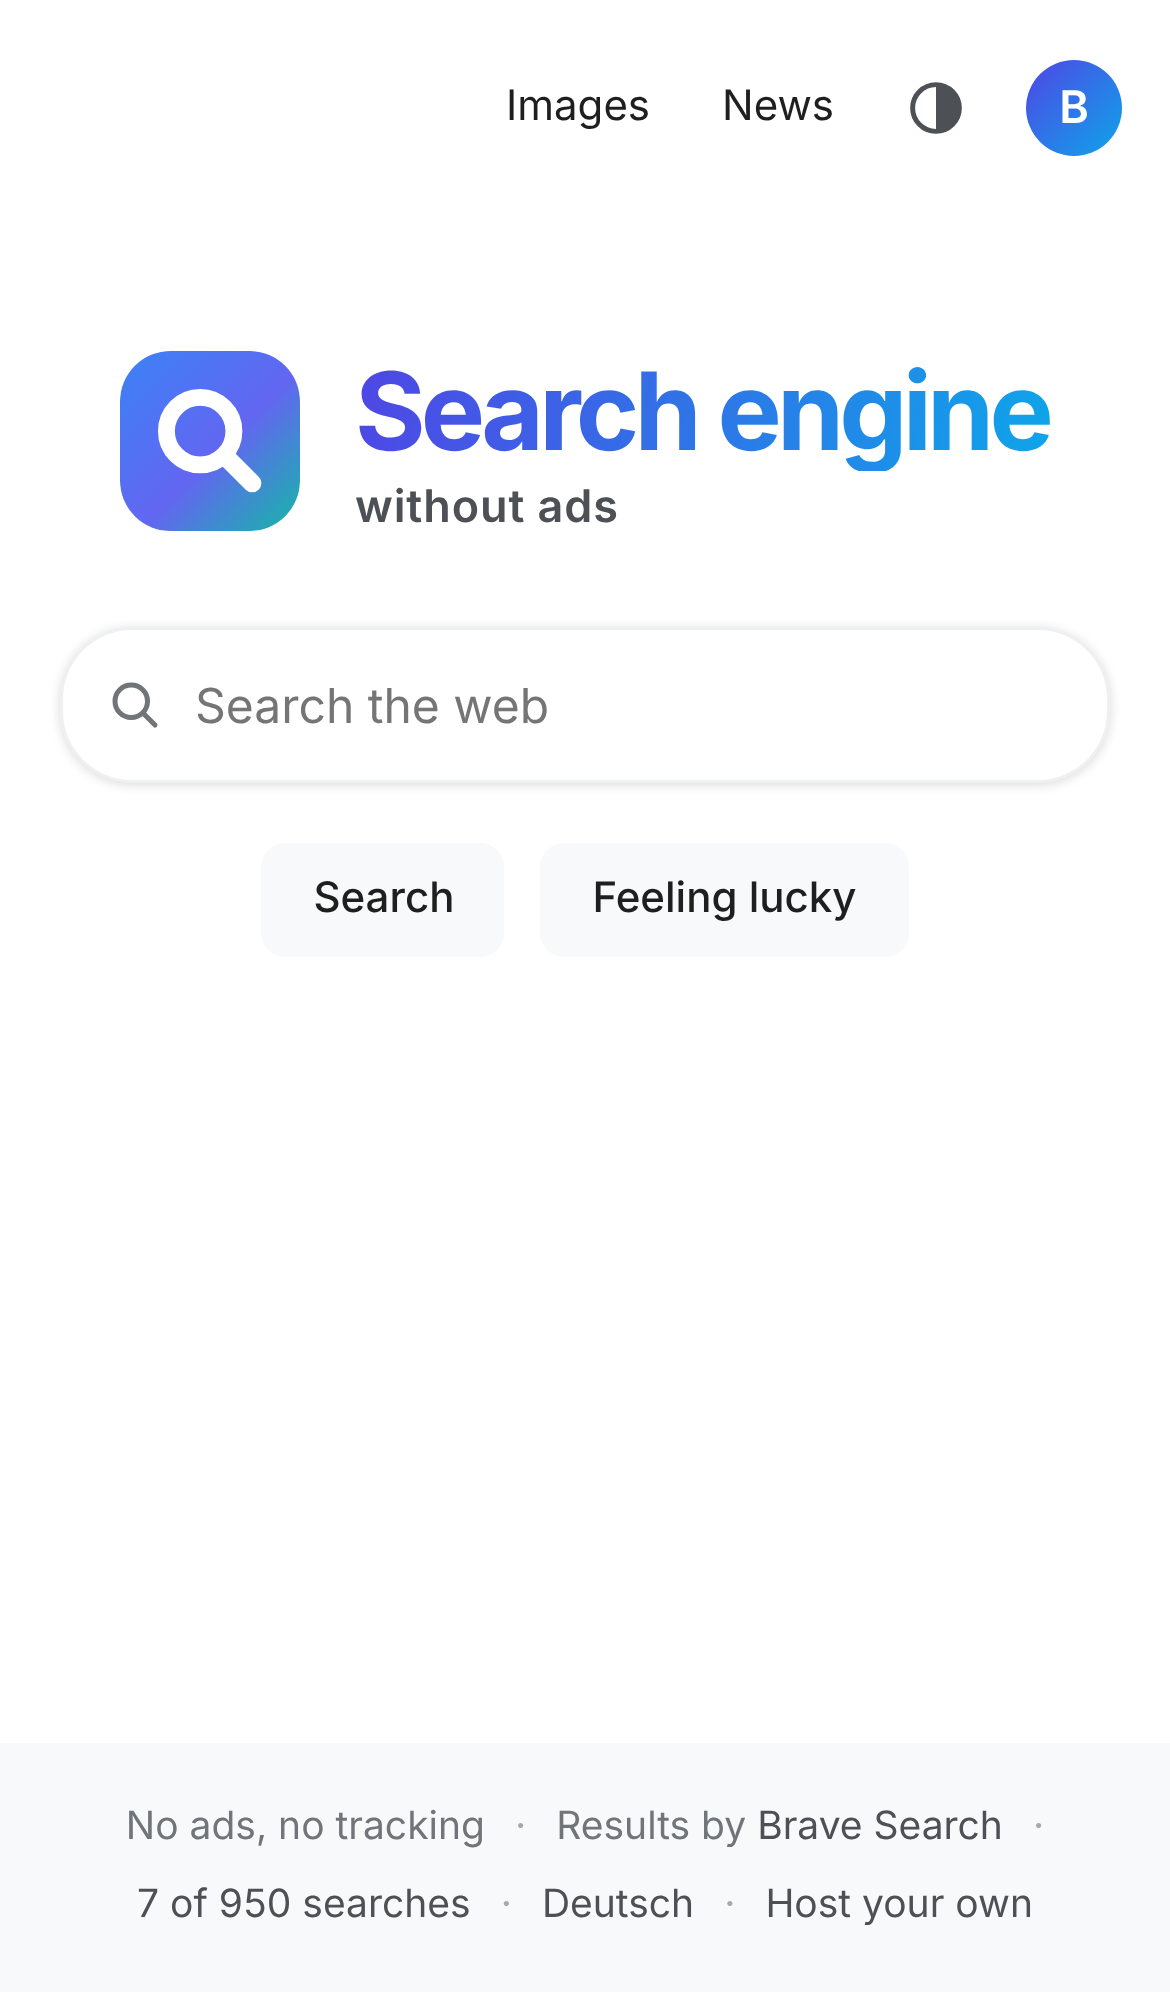 Images News B
Search engine
without ads
Search the web
Search Feeling lucky
No ads, no tracking · Results by Brave Search ·
7 of 950 searches · Deutsch · Host your own